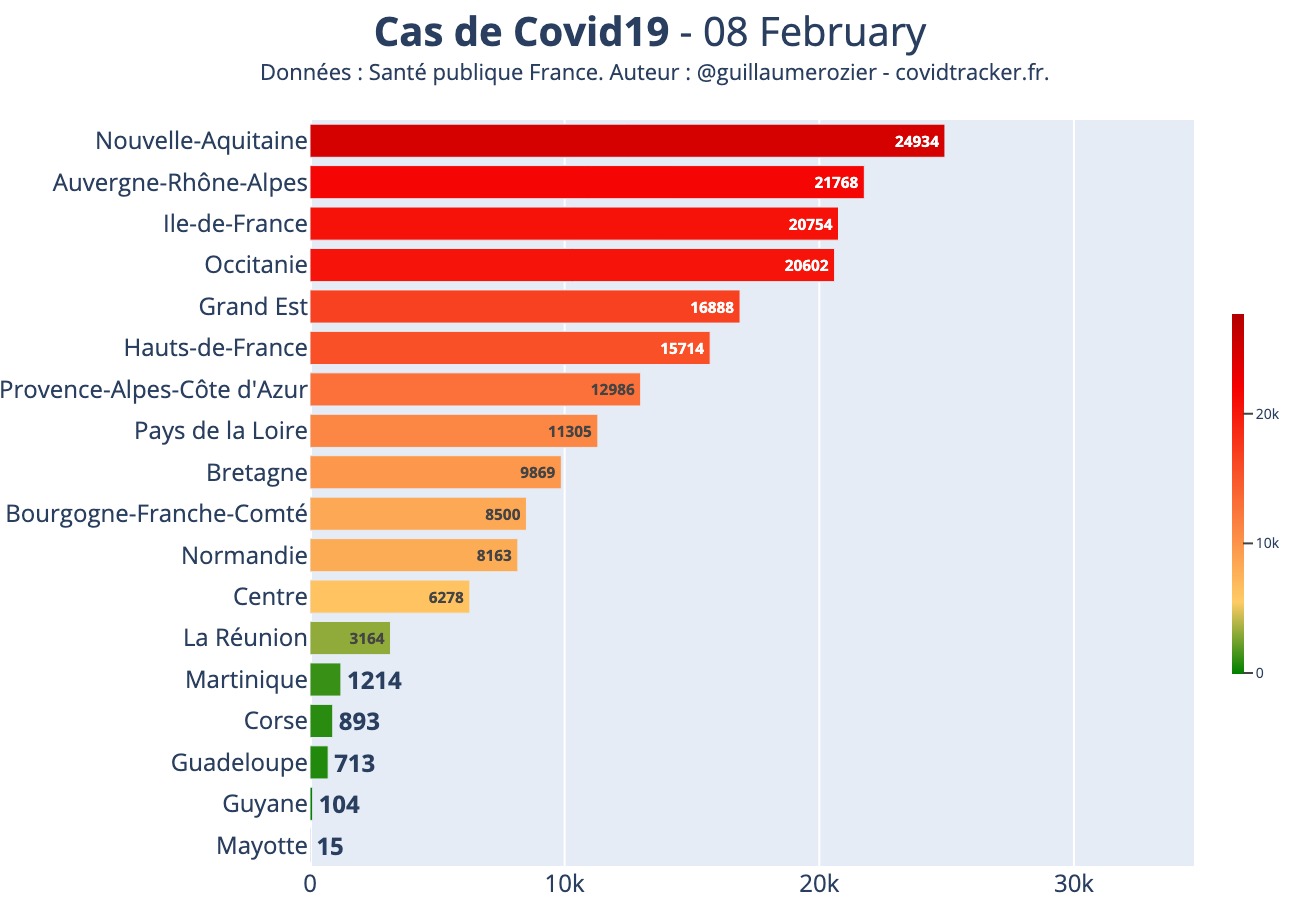 Cas de Covid19 - 08 February
Données : Santé publique France. Auteur : @guillaumerozier - covidtracker.fr.
Nouvelle-Aquitaine 24934
Auvergne-Rhône-Alpes 21768
Ile-de-France 20754
Occitanie 20602
Grand Est 16888
Hauts-de-France 15714
Provence-Alpes-Côte d'Azur 12986
Pays de la Loire 11305
Bretagne 9869
Bourgogne-Franche-Comté 8500
Normandie 8163
Centre 6278
La Réunion 3164
Martinique 1214
Corse 893
Guadeloupe 713
Guyane 104
Mayotte 15
0 10k 20k 30k
20k
10k
0